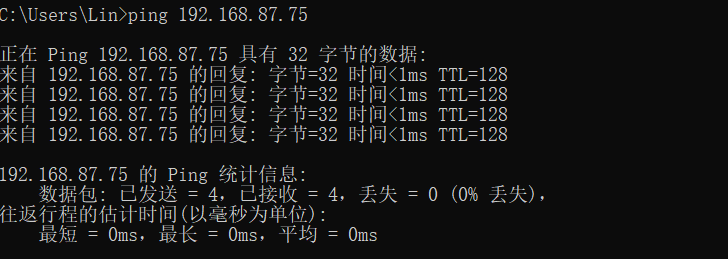 C:\Users\Lin>ping 192.168.87.75
正在 Ping 192.168.87.75 具有 32 字节的数据:
来自 192.168.87.75 的回复: 字节=32 时间<1ms TTL=128
来自 192.168.87.75 的回复: 字节=32 时间<1ms TTL=128
来自 192.168.87.75 的回复: 字节=32 时间<1ms TTL=128
来自 192.168.87.75 的回复: 字节=32 时间<1ms TTL=128
192.168.87.75 的 Ping 统计信息:
数据包: 已发送 = 4，已接收 = 4，丢失 = 0 (0% 丢失)，
往返行程的估计时间(以毫秒为单位):
最短 = 0ms，最长 = 0ms，平均 = 0ms